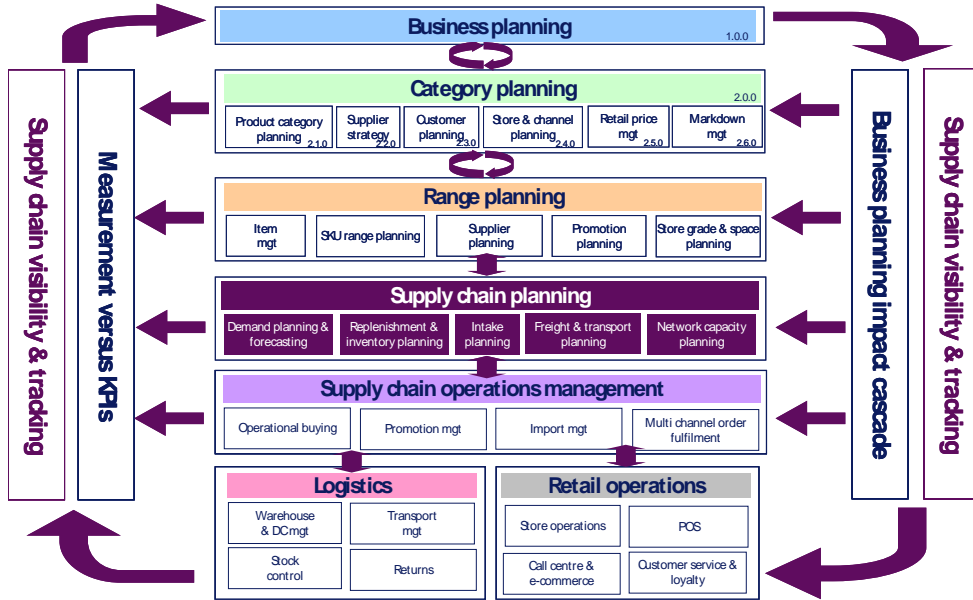 Business planning
1.0.0
Category planning
2.0.0
Product category
planning
2.1.0
Supplier
strategy
2.2.0
Customer
planning
2.3.0
Store & channel
planning
2.4.0
Retail price
mgt
2.5.0
Markdown
mgt
2.6.0
Range planning
Item
mgt
SKU range planning
Supplier
planning
Promotion
planning
Store grade & space
planning
Supply chain planning
Demand planning &
forecasting
Replenishment &
inventory planning
Intake
planning
Freight & transport
planning
Network capacity
planning
Supply chain operations management
Operational buying
Promotion mgt
Import mgt
Multi channel order
fulfilment
Logistics
Warehouse
& DC mgt
Transport
mgt
Stock
control
Returns
Retail operations
Store operations
POS
Call centre &
e-commerce
Customer service &
loyalty
Supply chain visibility & tracking
Measurement versus KPIs
Business planning impact cascade
Supply chain visibility & tracking